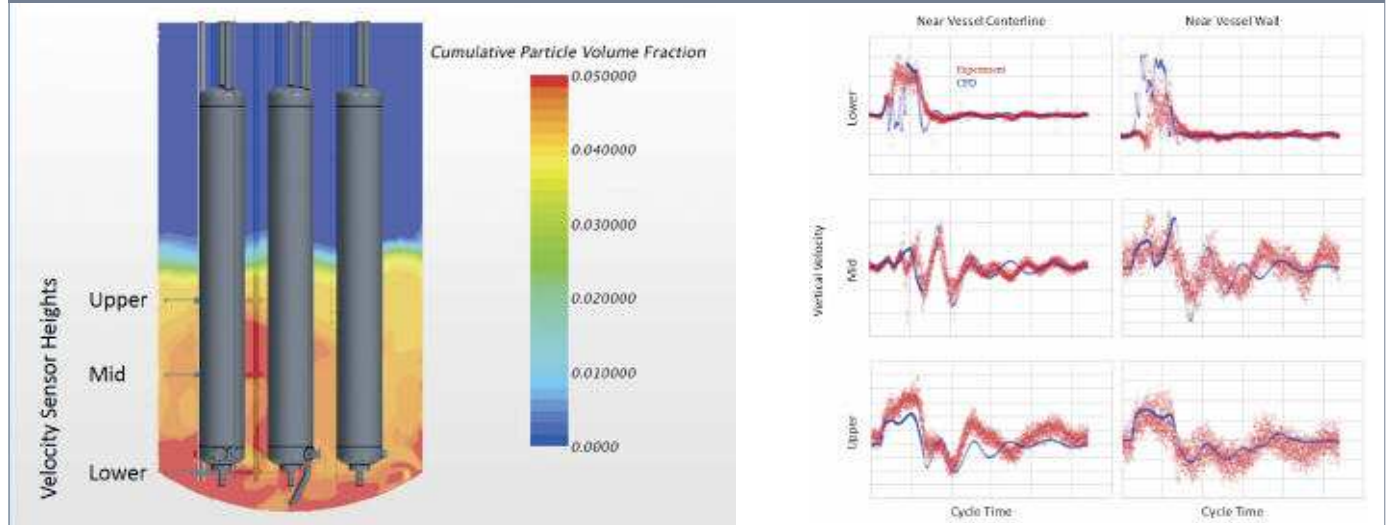 Cumulative Particle Volume Fraction
0.050000
0.040000
0.030000
0.020000
0.010000
0.0000
Velocity Sensor Heights
Upper
Mid
Lower
Near Vessel Centerline
Near Vessel Wall
Experiment
CFD
Vertical Velocity
Lower
Mid
Upper
Cycle Time
Cycle Time